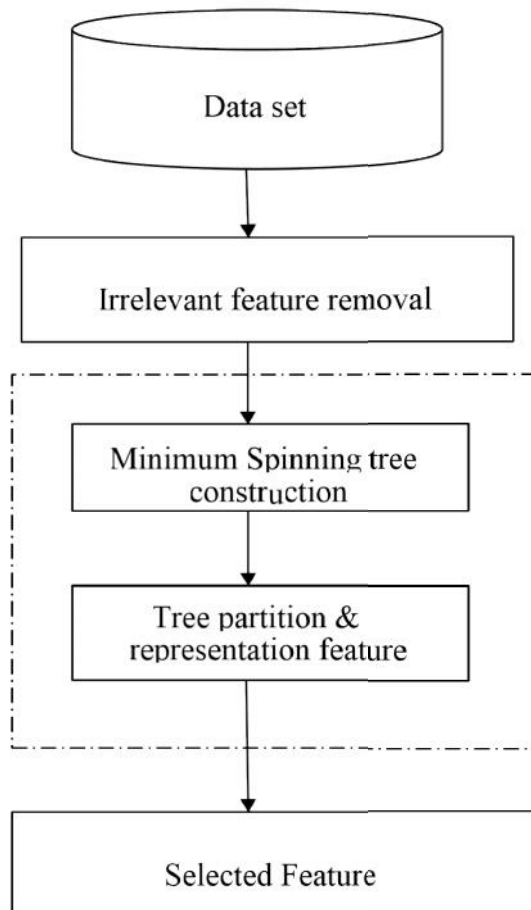 Data set
Irrelevant feature removal
Minimum Spinning tree
construction
Tree partition &
representation feature
Selected Feature